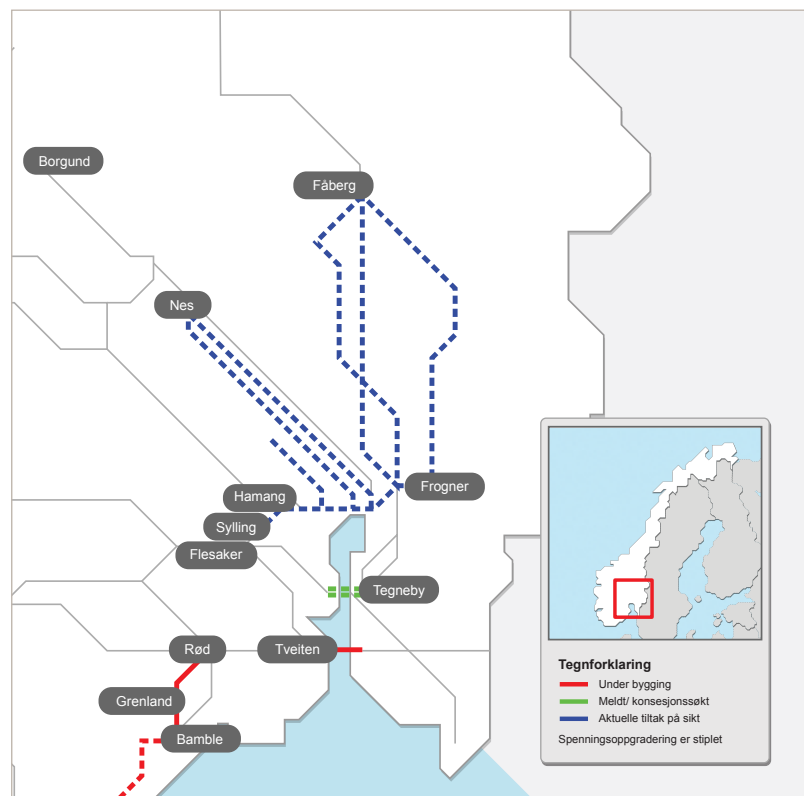 Borgund
Fåberg
Nes
Hamang
Frogner
Sylling
Flesaker
Tegneby
Rød
Tveiten
Grenland
Bamble
Tegnforklaring
Under bygging
Meldt/ konsesjonssøkt
Aktuelle tiltak på sikt
Spenningsoppgradering er stiplet